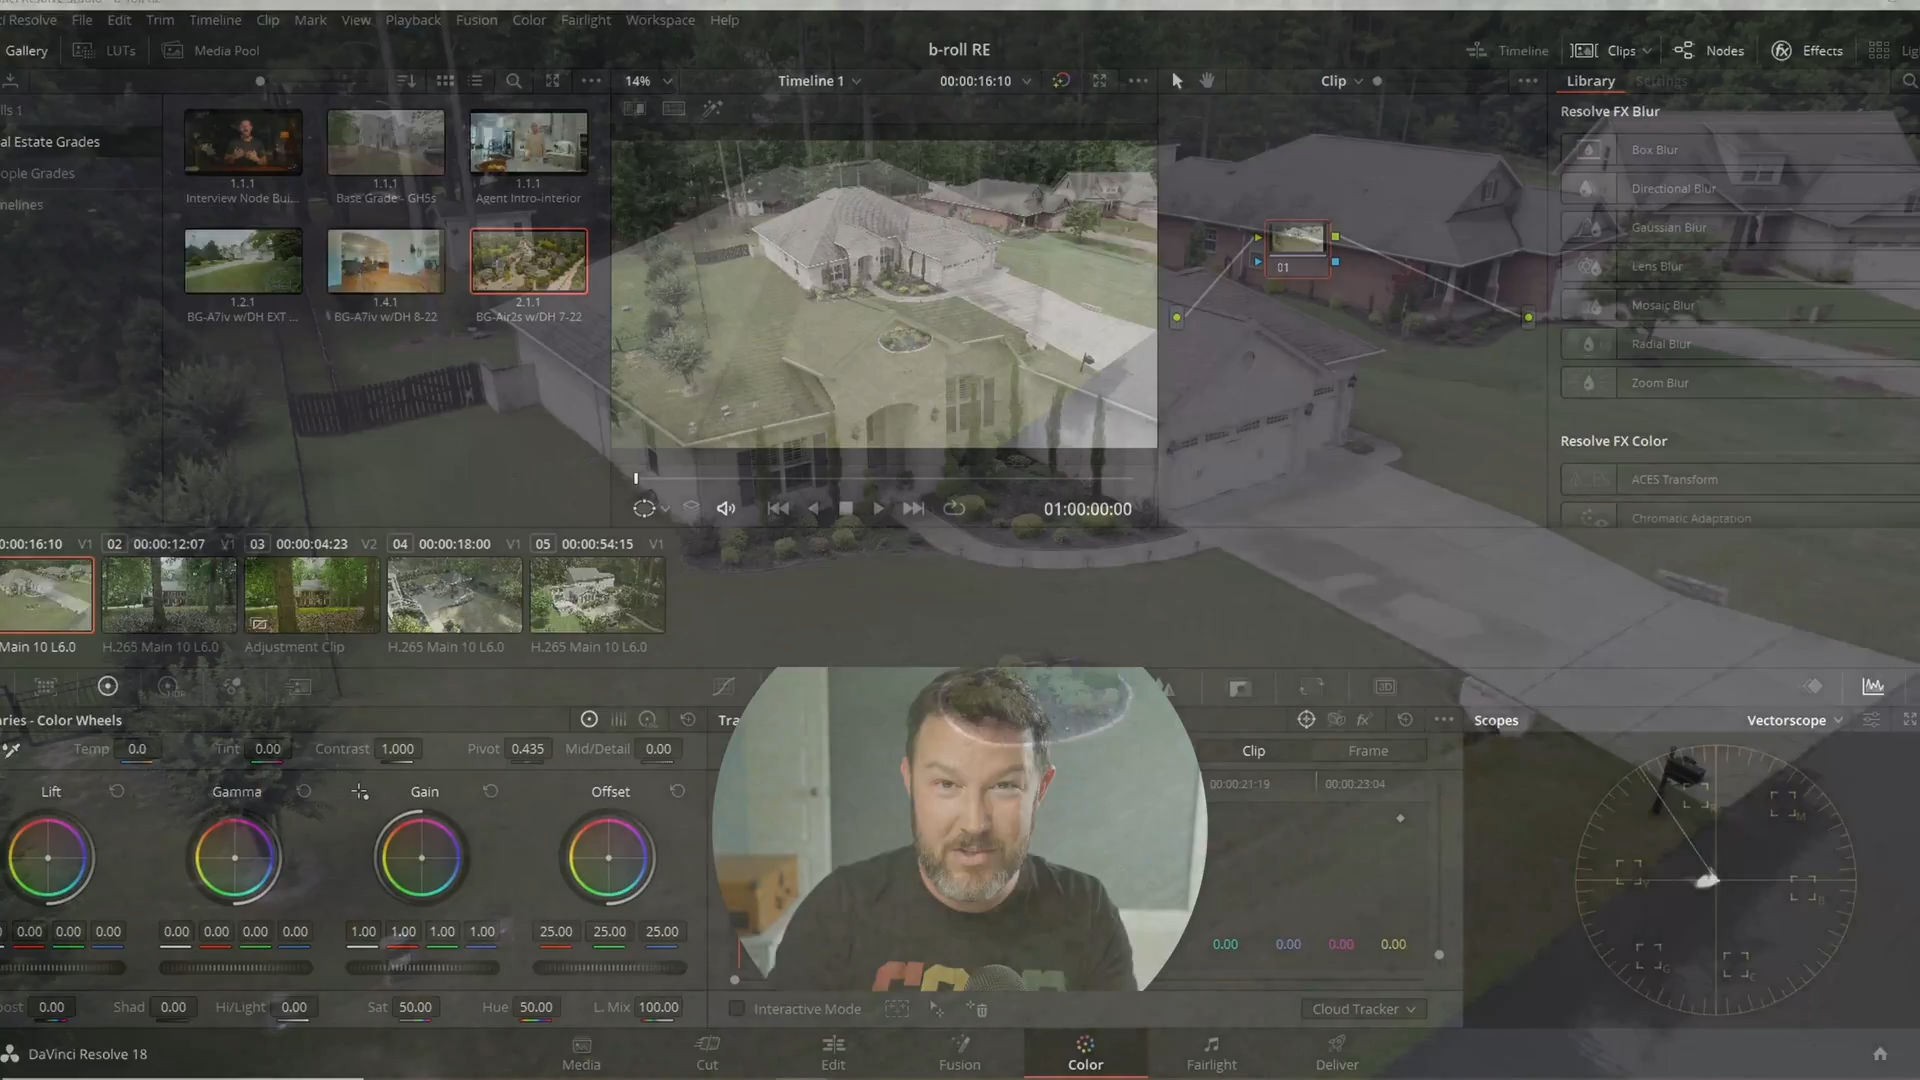 ci Resolve File Edit Trim Timeline Clip Mark View Playback Fusion Color Fairlight Workspace Help
Gallery LUTs Media Pool b-roll RE Timeline Clips Nodes Effects
14% Timeline 1 00:00:16:10 Clip Library Settings
lls 1
al Estate Grades
ople Grades
nelines
1.1.1 1.1.1 1.1.1
Interview Node Bui... Base Grade - GH5s Agent Intro-interior
1.2.1 1.4.1 2.1.1
BG-A7iv w/DH EXT ... BG-A7iv w/DH 8-22 BG-Air2s w/DH 7-22
01
Resolve FX Blur
Box Blur
Directional Blur
Gaussian Blur
Lens Blur
Mosaic Blur
Radial Blur
Zoom Blur
Resolve FX Color
ACES Transform
Chromatic Adaptation
01:00:00:00
0:00:16:10 V1 02 00:00:12:07 V1 03 00:00:04:23 V2 04 00:00:18:00 V1 05 00:00:54:15 V1
Main 10 L6.0 H.265 Main 10 L6.0 Adjustment Clip H.265 Main 10 L6.0 H.265 Main 10 L6.0
aries - Color Wheels Tra Scopes Vectorscope
Temp 0.0 Tint 0.00 Contrast 1.000 Pivot 0.435 Mid/Detail 0.00 Clip Frame
00:00:21:19 00:00:23:04
Lift Gamma Gain Offset
0.00 0.00 0.00 0.00 0.00 0.00 0.00 1.00 1.00 1.00 1.00 25.00 25.00 25.00
0.00 0.00 0.00 0.00
ost 0.00 Shad 0.00 Hi/Light 0.00 Sat 50.00 Hue 50.00 L. Mix 100.00
Interactive Mode Cloud Tracker
DaVinci Resolve 18 Media Cut Edit Fusion Color Fairlight Deliver